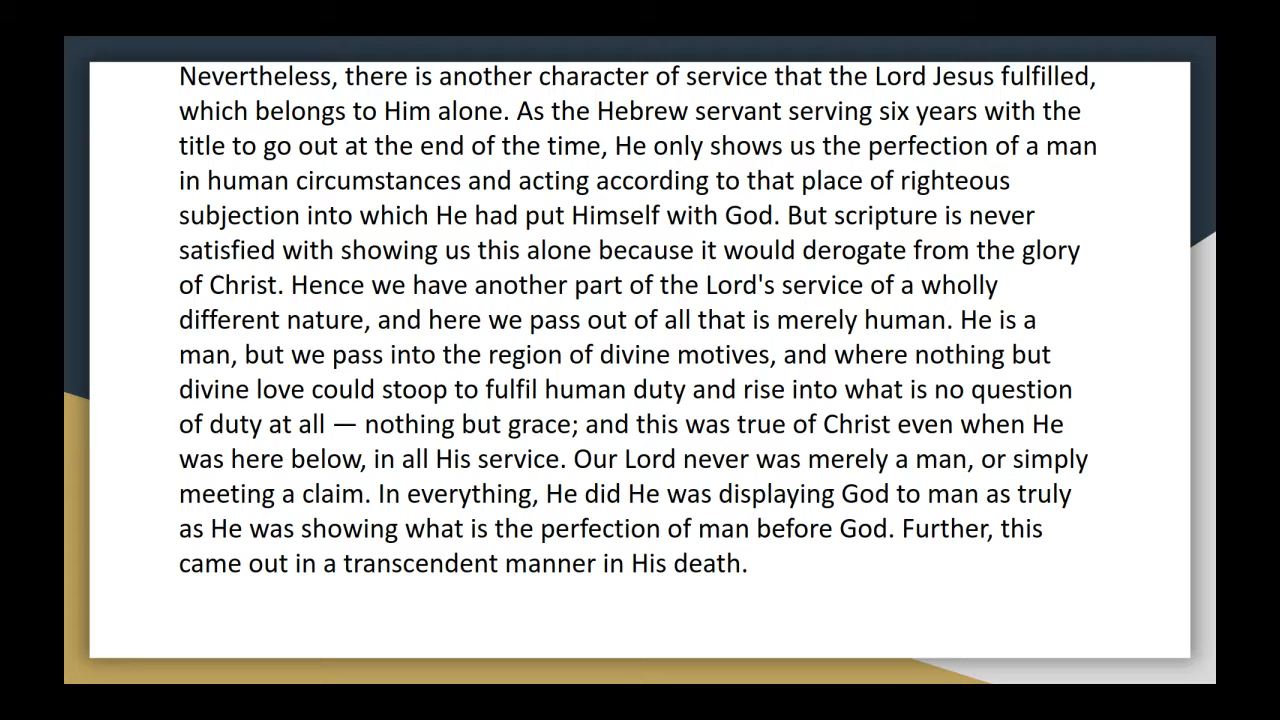 Nevertheless, there is another character of service that the Lord Jesus fulfilled,
which belongs to Him alone. As the Hebrew servant serving six years with the
title to go out at the end of the time, He only shows us the perfection of a man
in human circumstances and acting according to that place of righteous
subjection into which He had put Himself with God. But scripture is never
satisfied with showing us this alone because it would derogate from the glory
of Christ. Hence we have another part of the Lord's service of a wholly
different nature, and here we pass out of all that is merely human. He is a
man, but we pass into the region of divine motives, and where nothing but
divine love could stoop to fulfil human duty and rise into what is no question
of duty at all — nothing but grace; and this was true of Christ even when He
was here below, in all His service. Our Lord never was merely a man, or simply
meeting a claim. In everything, He did He was displaying God to man as truly
as He was showing what is the perfection of man before God. Further, this
came out in a transcendent manner in His death.